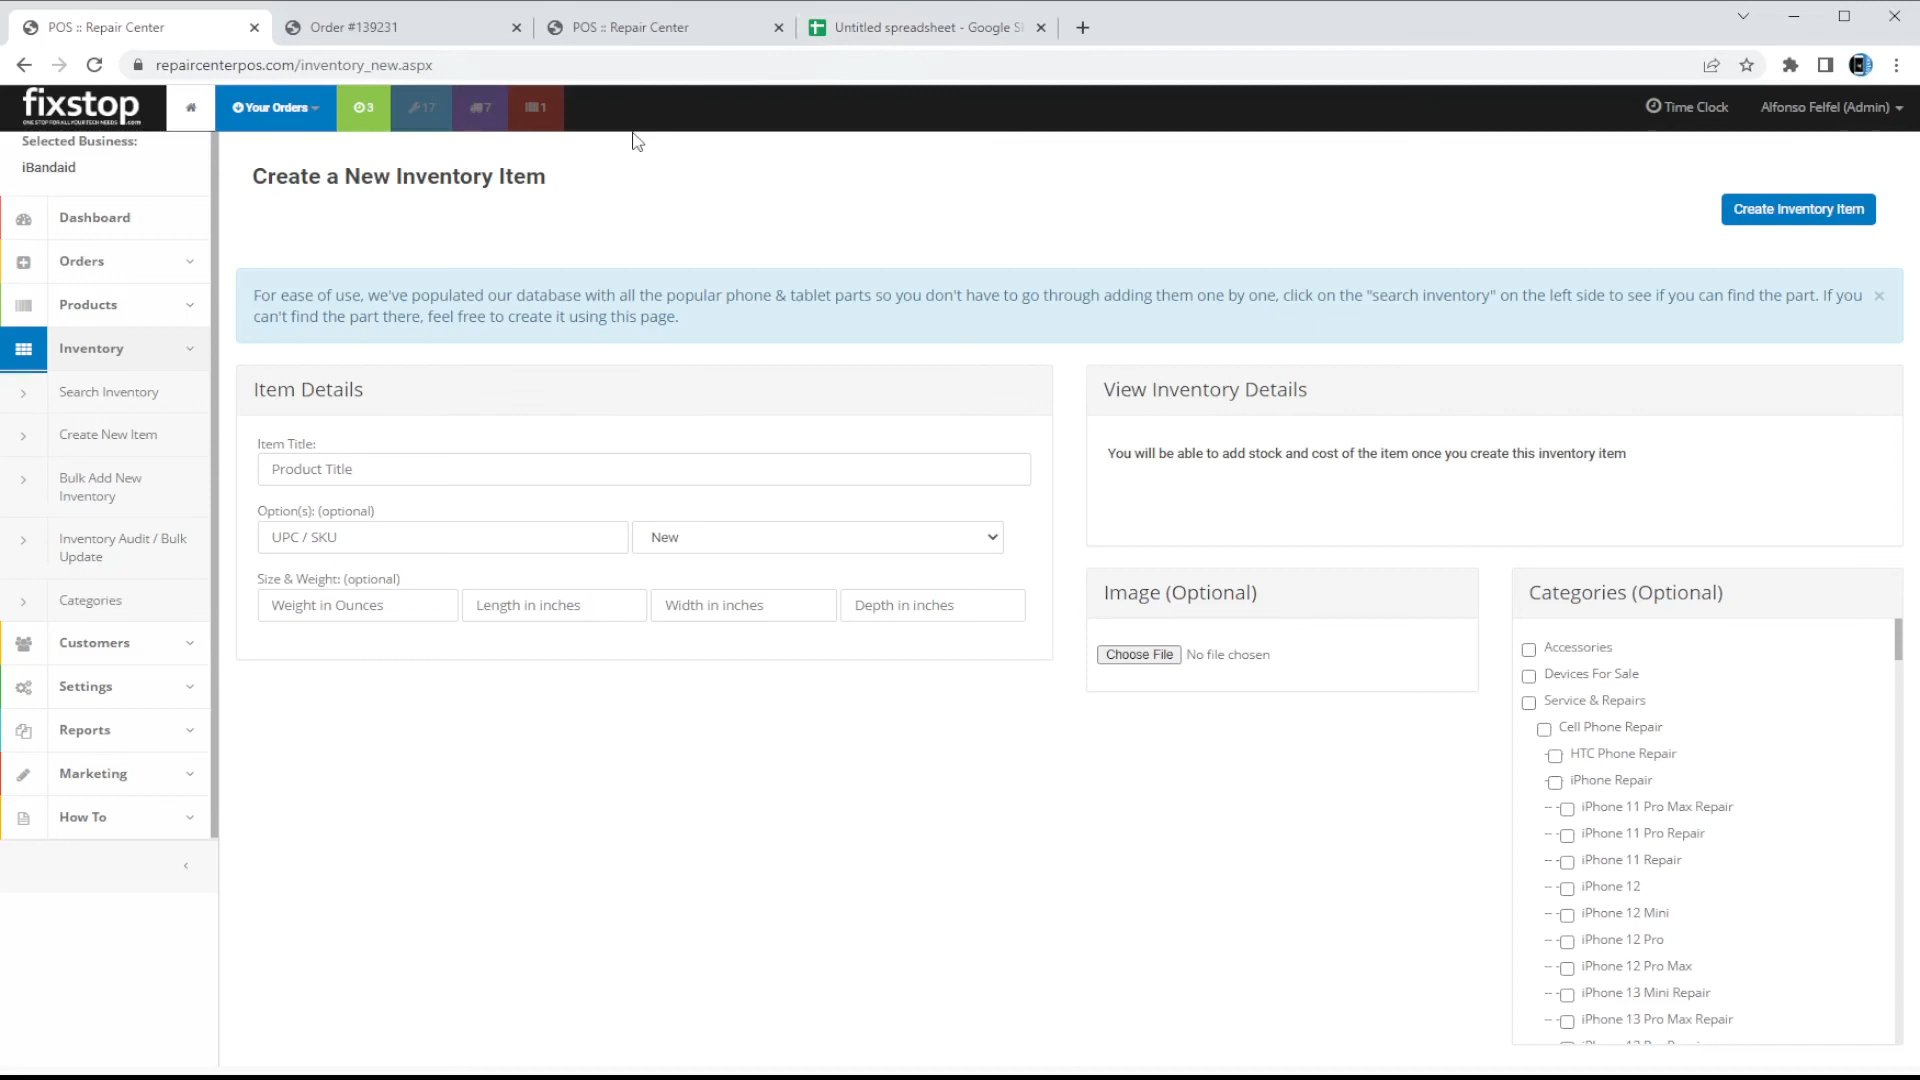 POS :: Repair Center
Order #139231
POS :: Repair Center
Untitled spreadsheet - Google S
repaircenterpos.com/inventory_new.aspx
fixstop
ONE STOP FOR ALL YOUR TECH NEEDS .com
Your Orders
3
17
7
1
Time Clock
Alfonso Felfel (Admin)
Selected Business:
iBandaid
Dashboard
Orders
Products
Inventory
Search Inventory
Create New Item
Bulk Add New
Inventory
Inventory Audit / Bulk
Update
Categories
Customers
Settings
Reports
Marketing
How To
Create a New Inventory Item
Create Inventory Item
For ease of use, we've populated our database with all the popular phone & tablet parts so you don't have to go through adding them one by one, click on the "search inventory" on the left side to see if you can find the part. If you
can't find the part there, feel free to create it using this page.
Item Details
Item Title:
Product Title
Option(s): (optional)
UPC / SKU
New
Size & Weight: (optional)
Weight in Ounces
Length in inches
Width in inches
Depth in inches
View Inventory Details
You will be able to add stock and cost of the item once you create this inventory item
Image (Optional)
Choose File No file chosen
Categories (Optional)
Accessories
Devices For Sale
Service & Repairs
Cell Phone Repair
HTC Phone Repair
iPhone Repair
iPhone 11 Pro Max Repair
iPhone 11 Pro Repair
iPhone 11 Repair
iPhone 12
iPhone 12 Mini
iPhone 12 Pro
iPhone 12 Pro Max
iPhone 13 Mini Repair
iPhone 13 Pro Max Repair